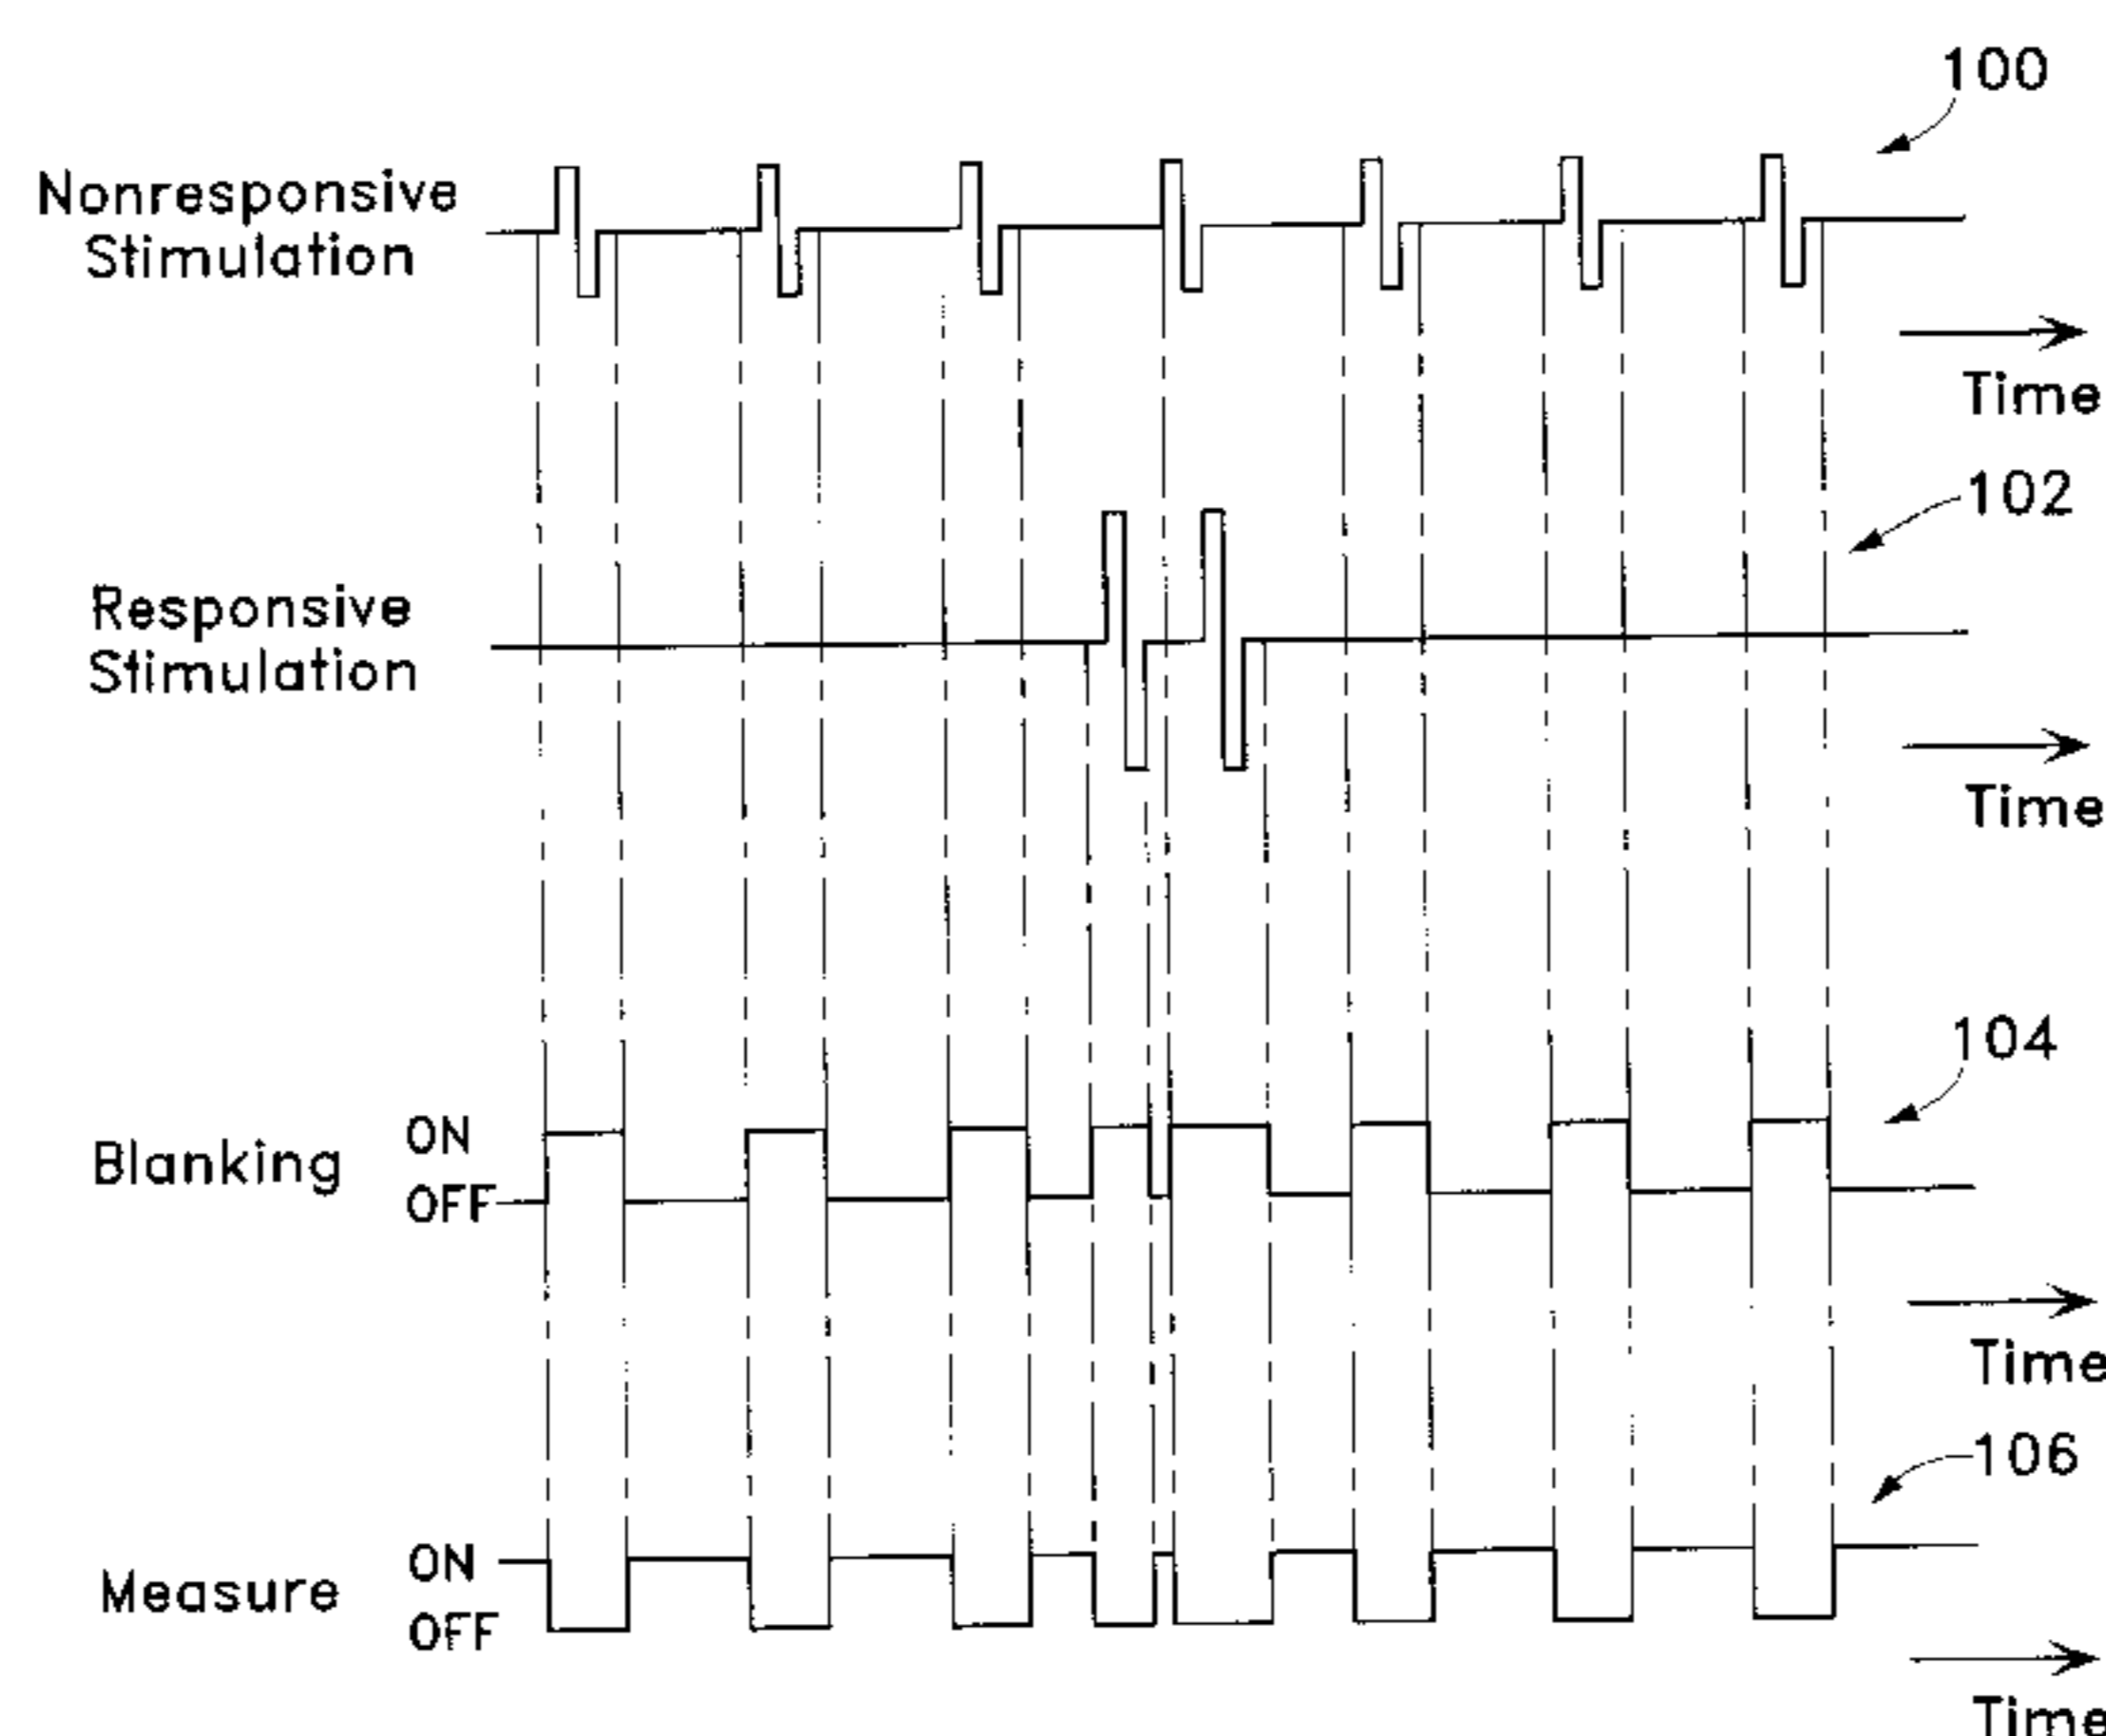 100
Nonresponsive
Stimulation
Time
102
Responsive
Stimulation
Time
104
ON
Blanking
OFF
Time
106
ON
Measure
OFF
Time